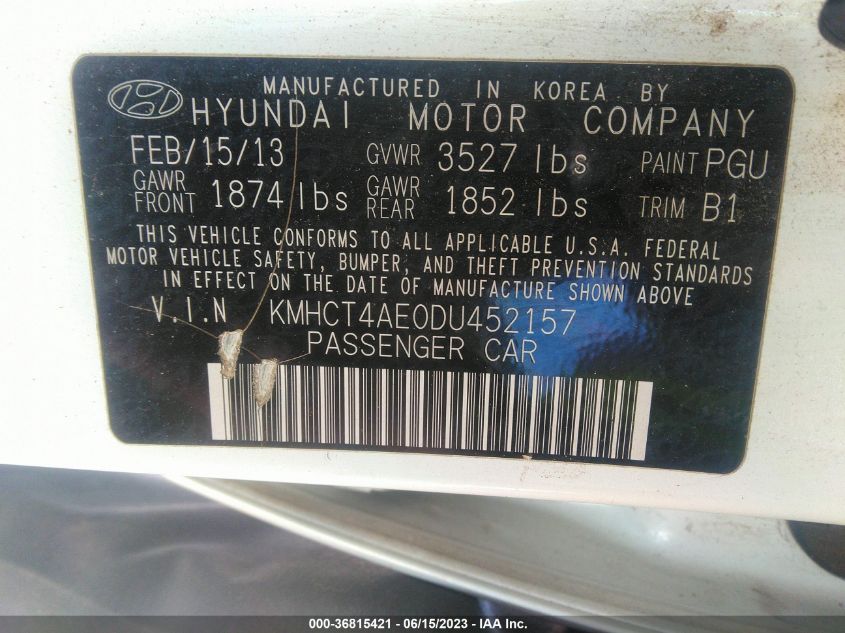 MANUFACTURED IN KOREA BY
HYUNDAI MOTOR COMPANY
FEB/15/13 GVWR 3527 lbs PAINT PGU
GAWR FRONT 1874 lbs GAWR REAR 1852 lbs TRIM B1
THIS VEHICLE CONFORMS TO ALL APPLICABLE U.S.A. FEDERAL
MOTOR VEHICLE SAFETY, BUMPER, AND THEFT PREVENTION STANDARDS
IN EFFECT ON THE DATE OF MANUFACTURE SHOWN ABOVE
V.I.N KMHCT4AE0DU452157
PASSENGER CAR
000-36815421 - 06/15/2023 - IAA Inc.